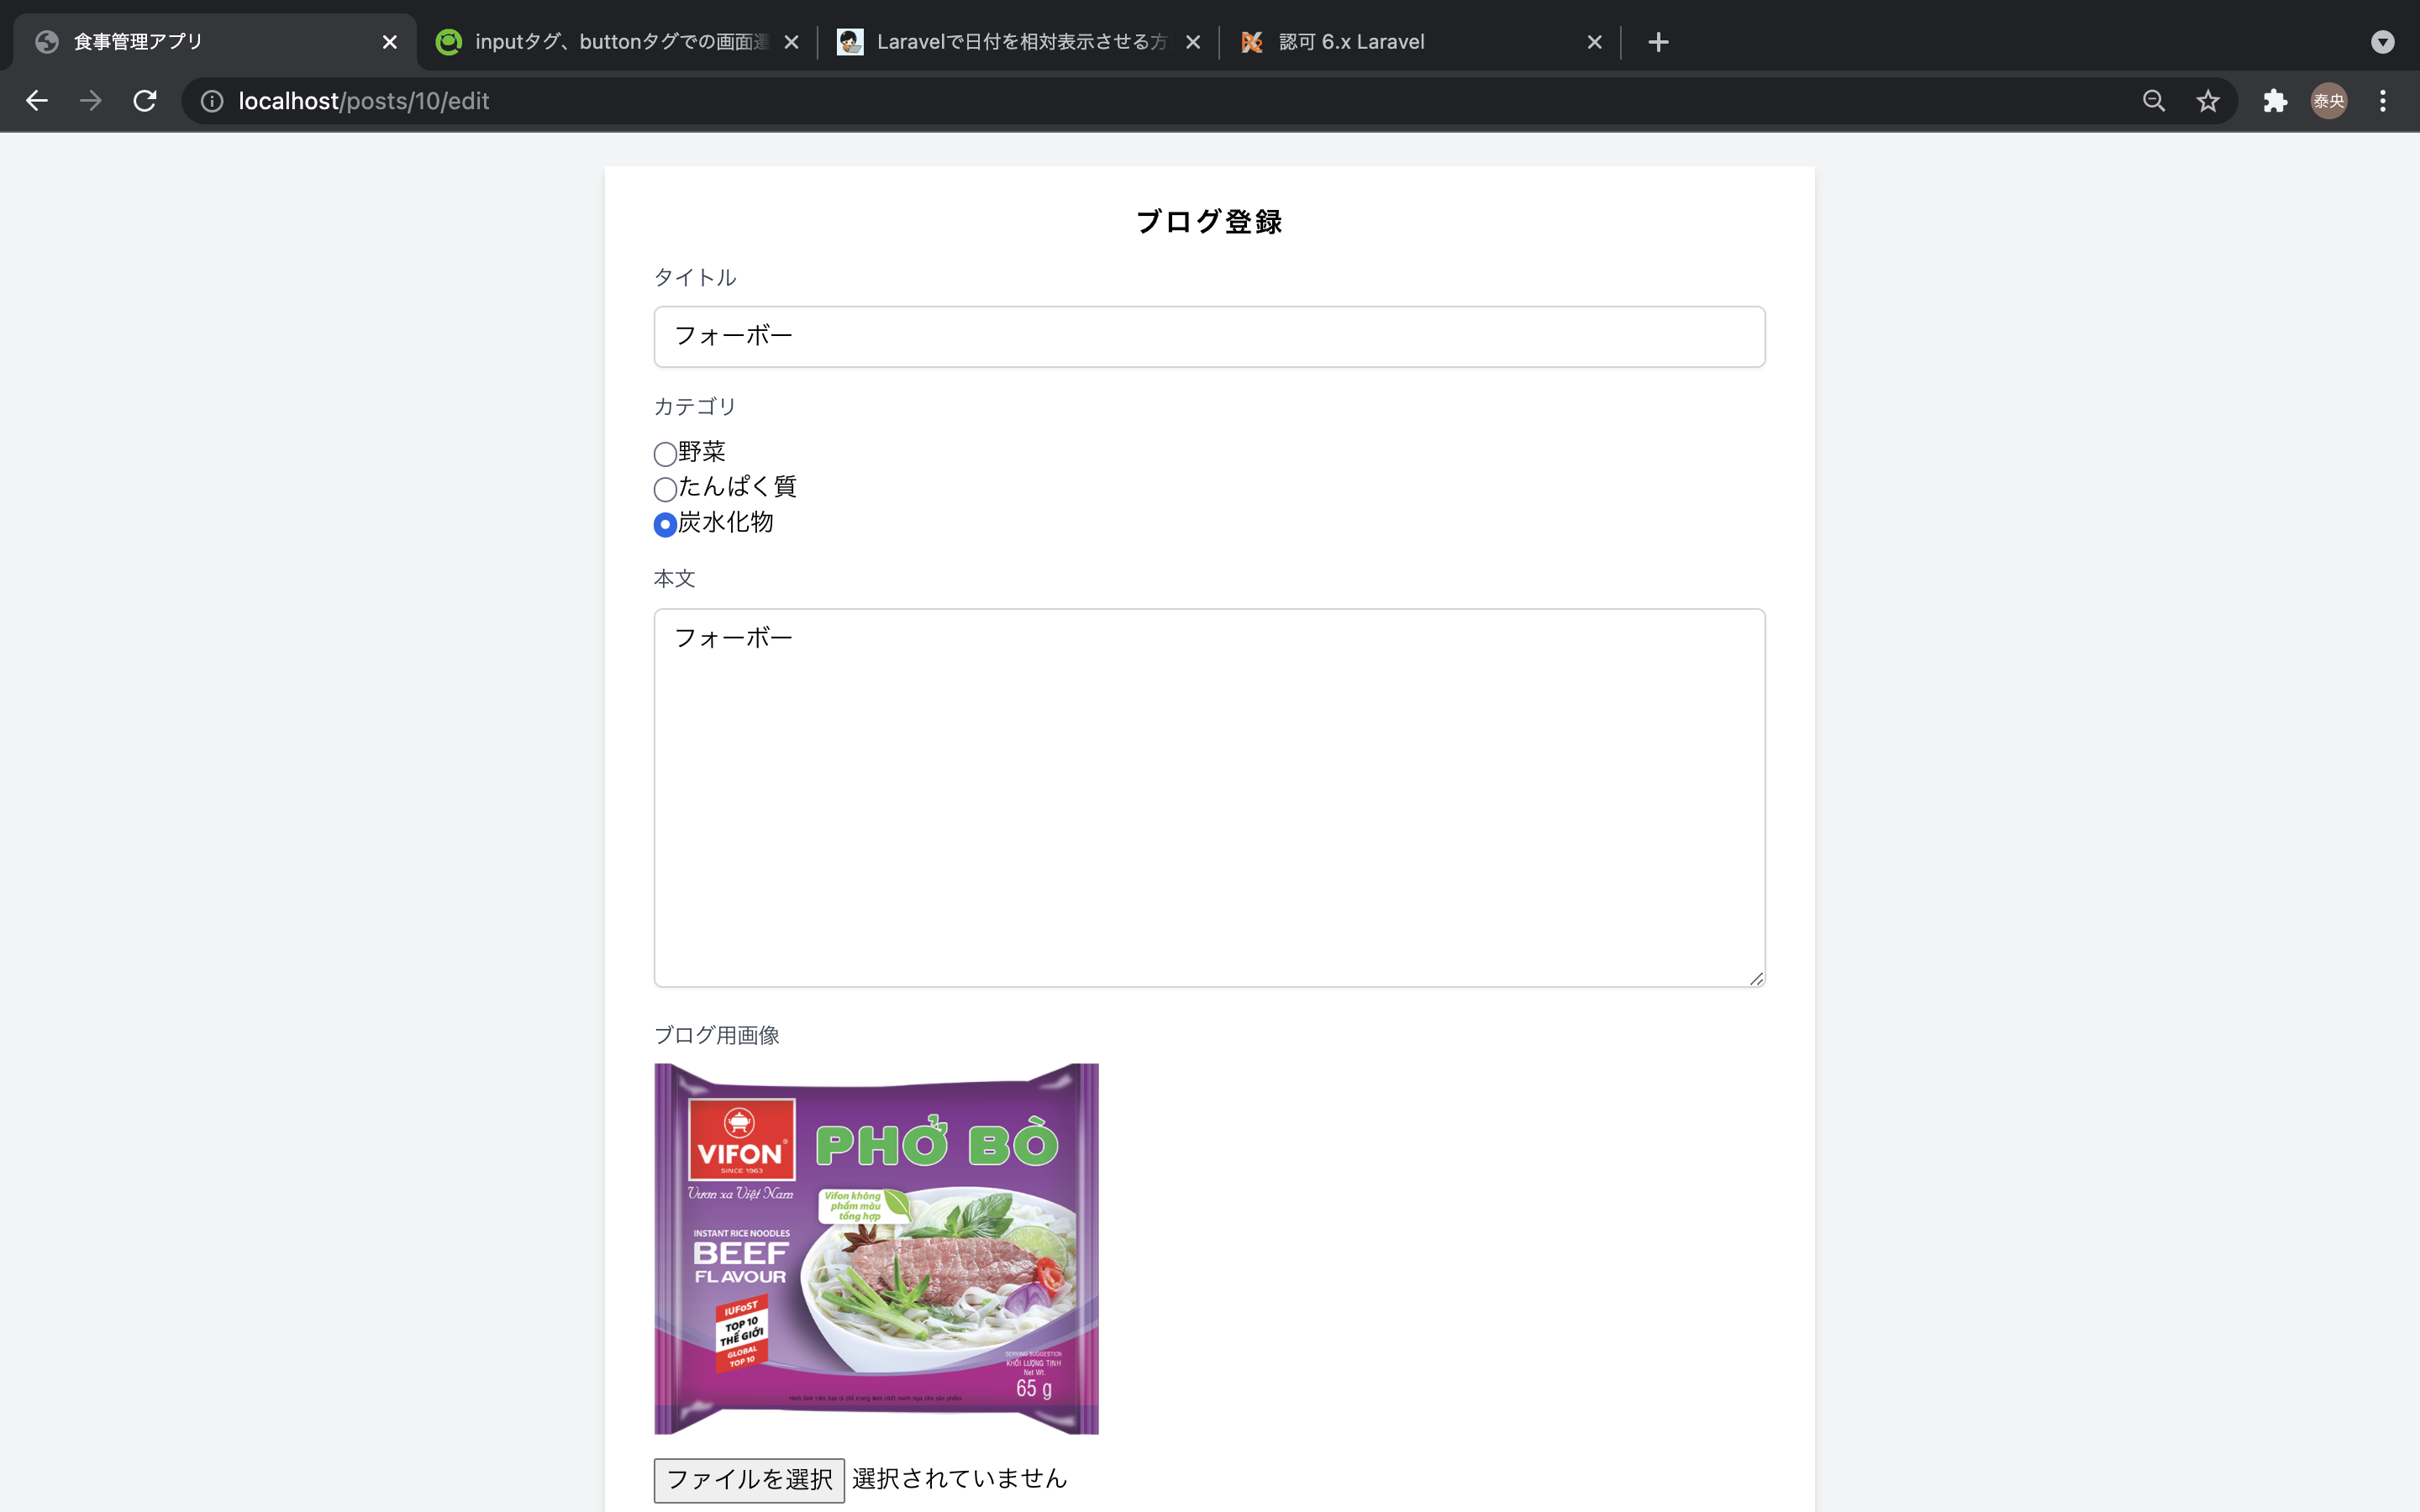 食事管理アプリ
inputタグ、buttonタグでの画面遷
Laravelで日付を相対表示させる方
認可 6.x Laravel
localhost/posts/10/edit
泰央
ブログ登録
タイトル
フォーボー
カテゴリ
野菜
たんぱく質
炭水化物
本文
フォーボー
ブログ用画像
VIFON
SINCE 1963
Vươn xa Việt Nam
PHỞ BÒ
Vifon không
phẩm màu
tổng hợp
INSTANT RICE NOODLES
BEEF
FLAVOUR
IUFoST
TOP 10
THẾ GIỚI
GLOBAL
TOP 10
SERVING SUGGESTION
KHỐI LƯỢNG TỊNH
Net Wt.
65 g
ファイルを選択 選択されていません